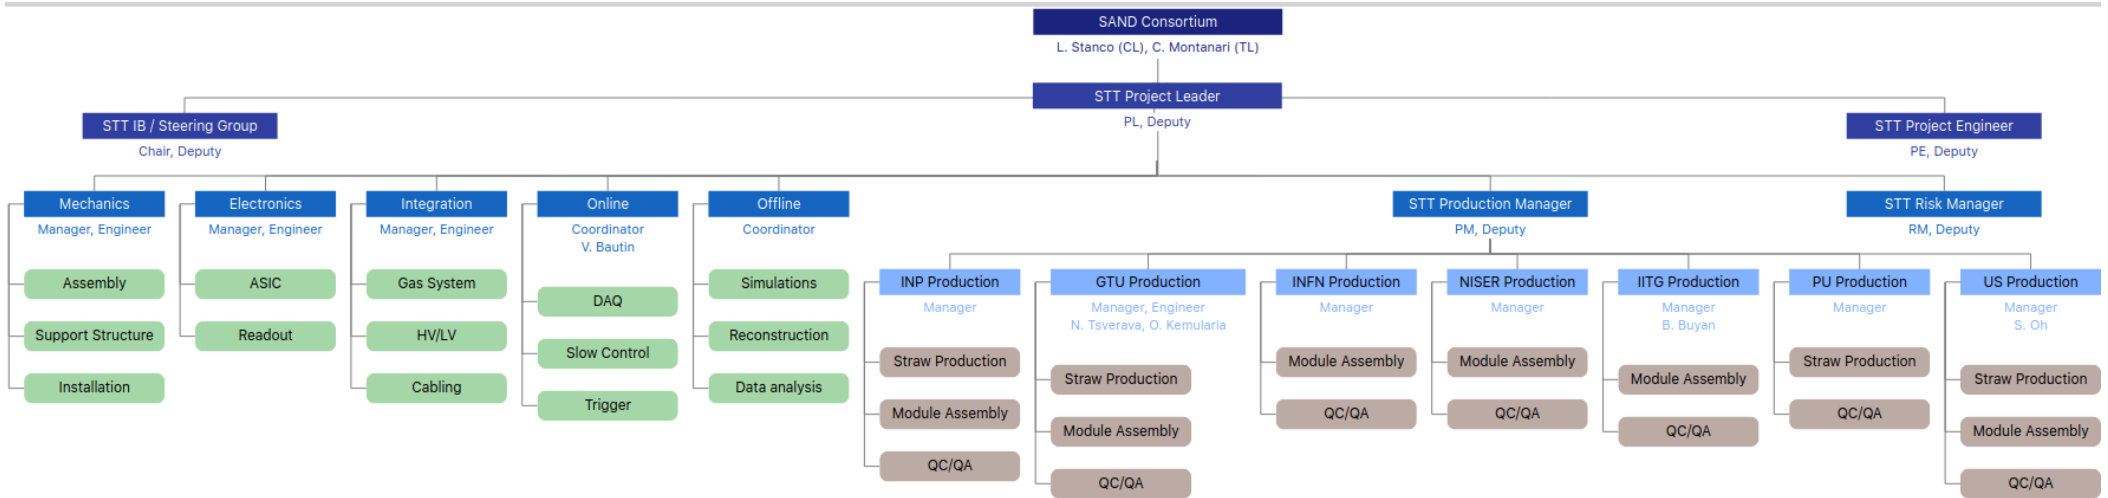 SAND Consortium
L. Stanco (CL), C. Montanari (TL)
STT Project Leader
PL, Deputy
STT IB / Steering Group
Chair, Deputy
STT Project Engineer
PE, Deputy
Mechanics
Manager, Engineer
Assembly
Support Structure
Installation
Electronics
Manager, Engineer
ASIC
Readout
Integration
Manager, Engineer
Gas System
HV/LV
Cabling
Online
Coordinator
V. Bautin
DAQ
Slow Control
Trigger
Offline
Coordinator
Simulations
Reconstruction
Data analysis
STT Production Manager
PM, Deputy
STT Risk Manager
RM, Deputy
INP Production
Manager
Straw Production
Module Assembly
QC/QA
GTU Production
Manager, Engineer
N. Tsverava, O. Kemularia
Straw Production
Module Assembly
QC/QA
INFN Production
Manager
Module Assembly
QC/QA
NISER Production
Manager
Module Assembly
QC/QA
IITG Production
Manager
B. Buyan
Module Assembly
QC/QA
PU Production
Manager
Straw Production
QC/QA
US Production
Manager
S. Oh
Straw Production
Module Assembly
QC/QA